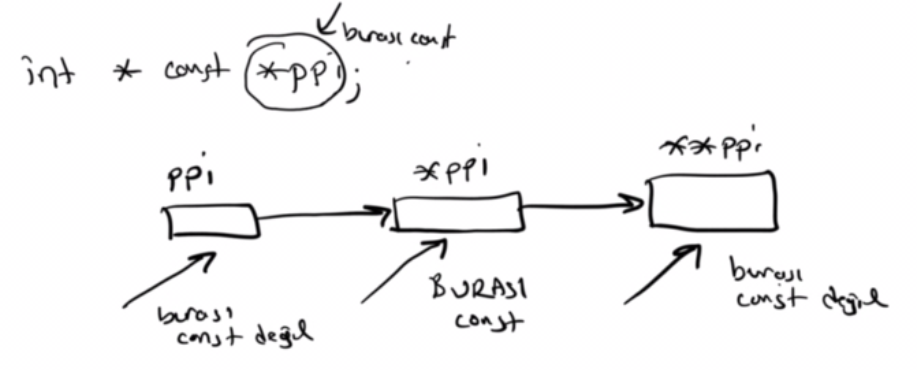 burası const
int * const *ppi;
ppi
*ppi
**ppi
burası
const değil
BURASI
const
burası
const değil